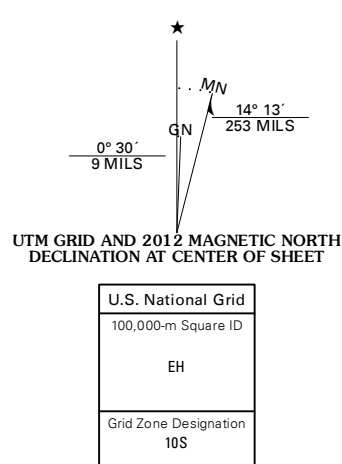 ★
MN
GN
14° 13´
253 MILS
0° 30´
9 MILS
UTM GRID AND 2012 MAGNETIC NORTH
DECLINATION AT CENTER OF SHEET
U.S. National Grid
100,000-m Square ID
EH
Grid Zone Designation
10S